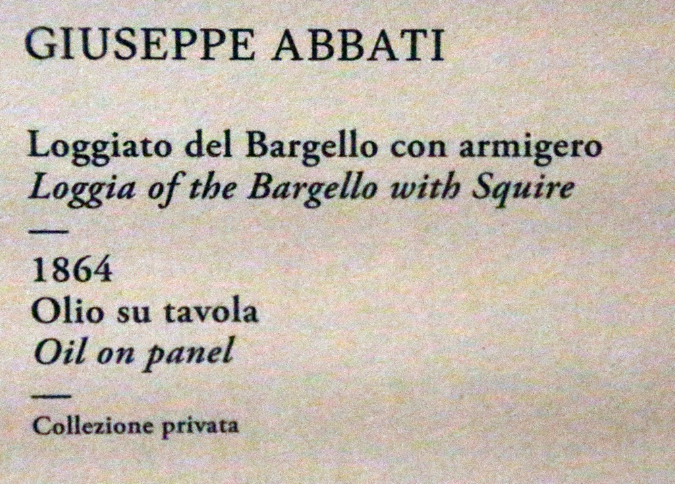 GIUSEPPE ABBATI
Loggiato del Bargello con armigero
Loggia of the Bargello with Squire
1864
Olio su tavola
Oil on panel
Collezione privata